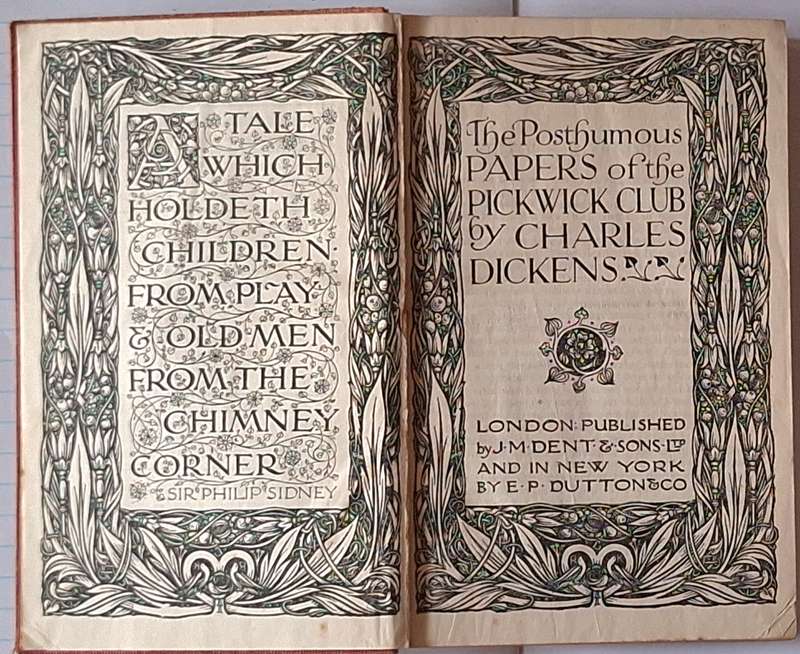 A TALE
WHICH
HOLDETH
CHILDREN
FROM PLAY
& OLD MEN
FROM THE
CHIMNEY
CORNER
SIR PHILIP SIDNEY
The Posthumous
PAPERS of the
PICKWICK CLUB
by CHARLES
DICKENS
LONDON: PUBLISHED
by J. M. DENT & SONS LTD
AND IN NEW YORK
BY E. P. DUTTON & CO